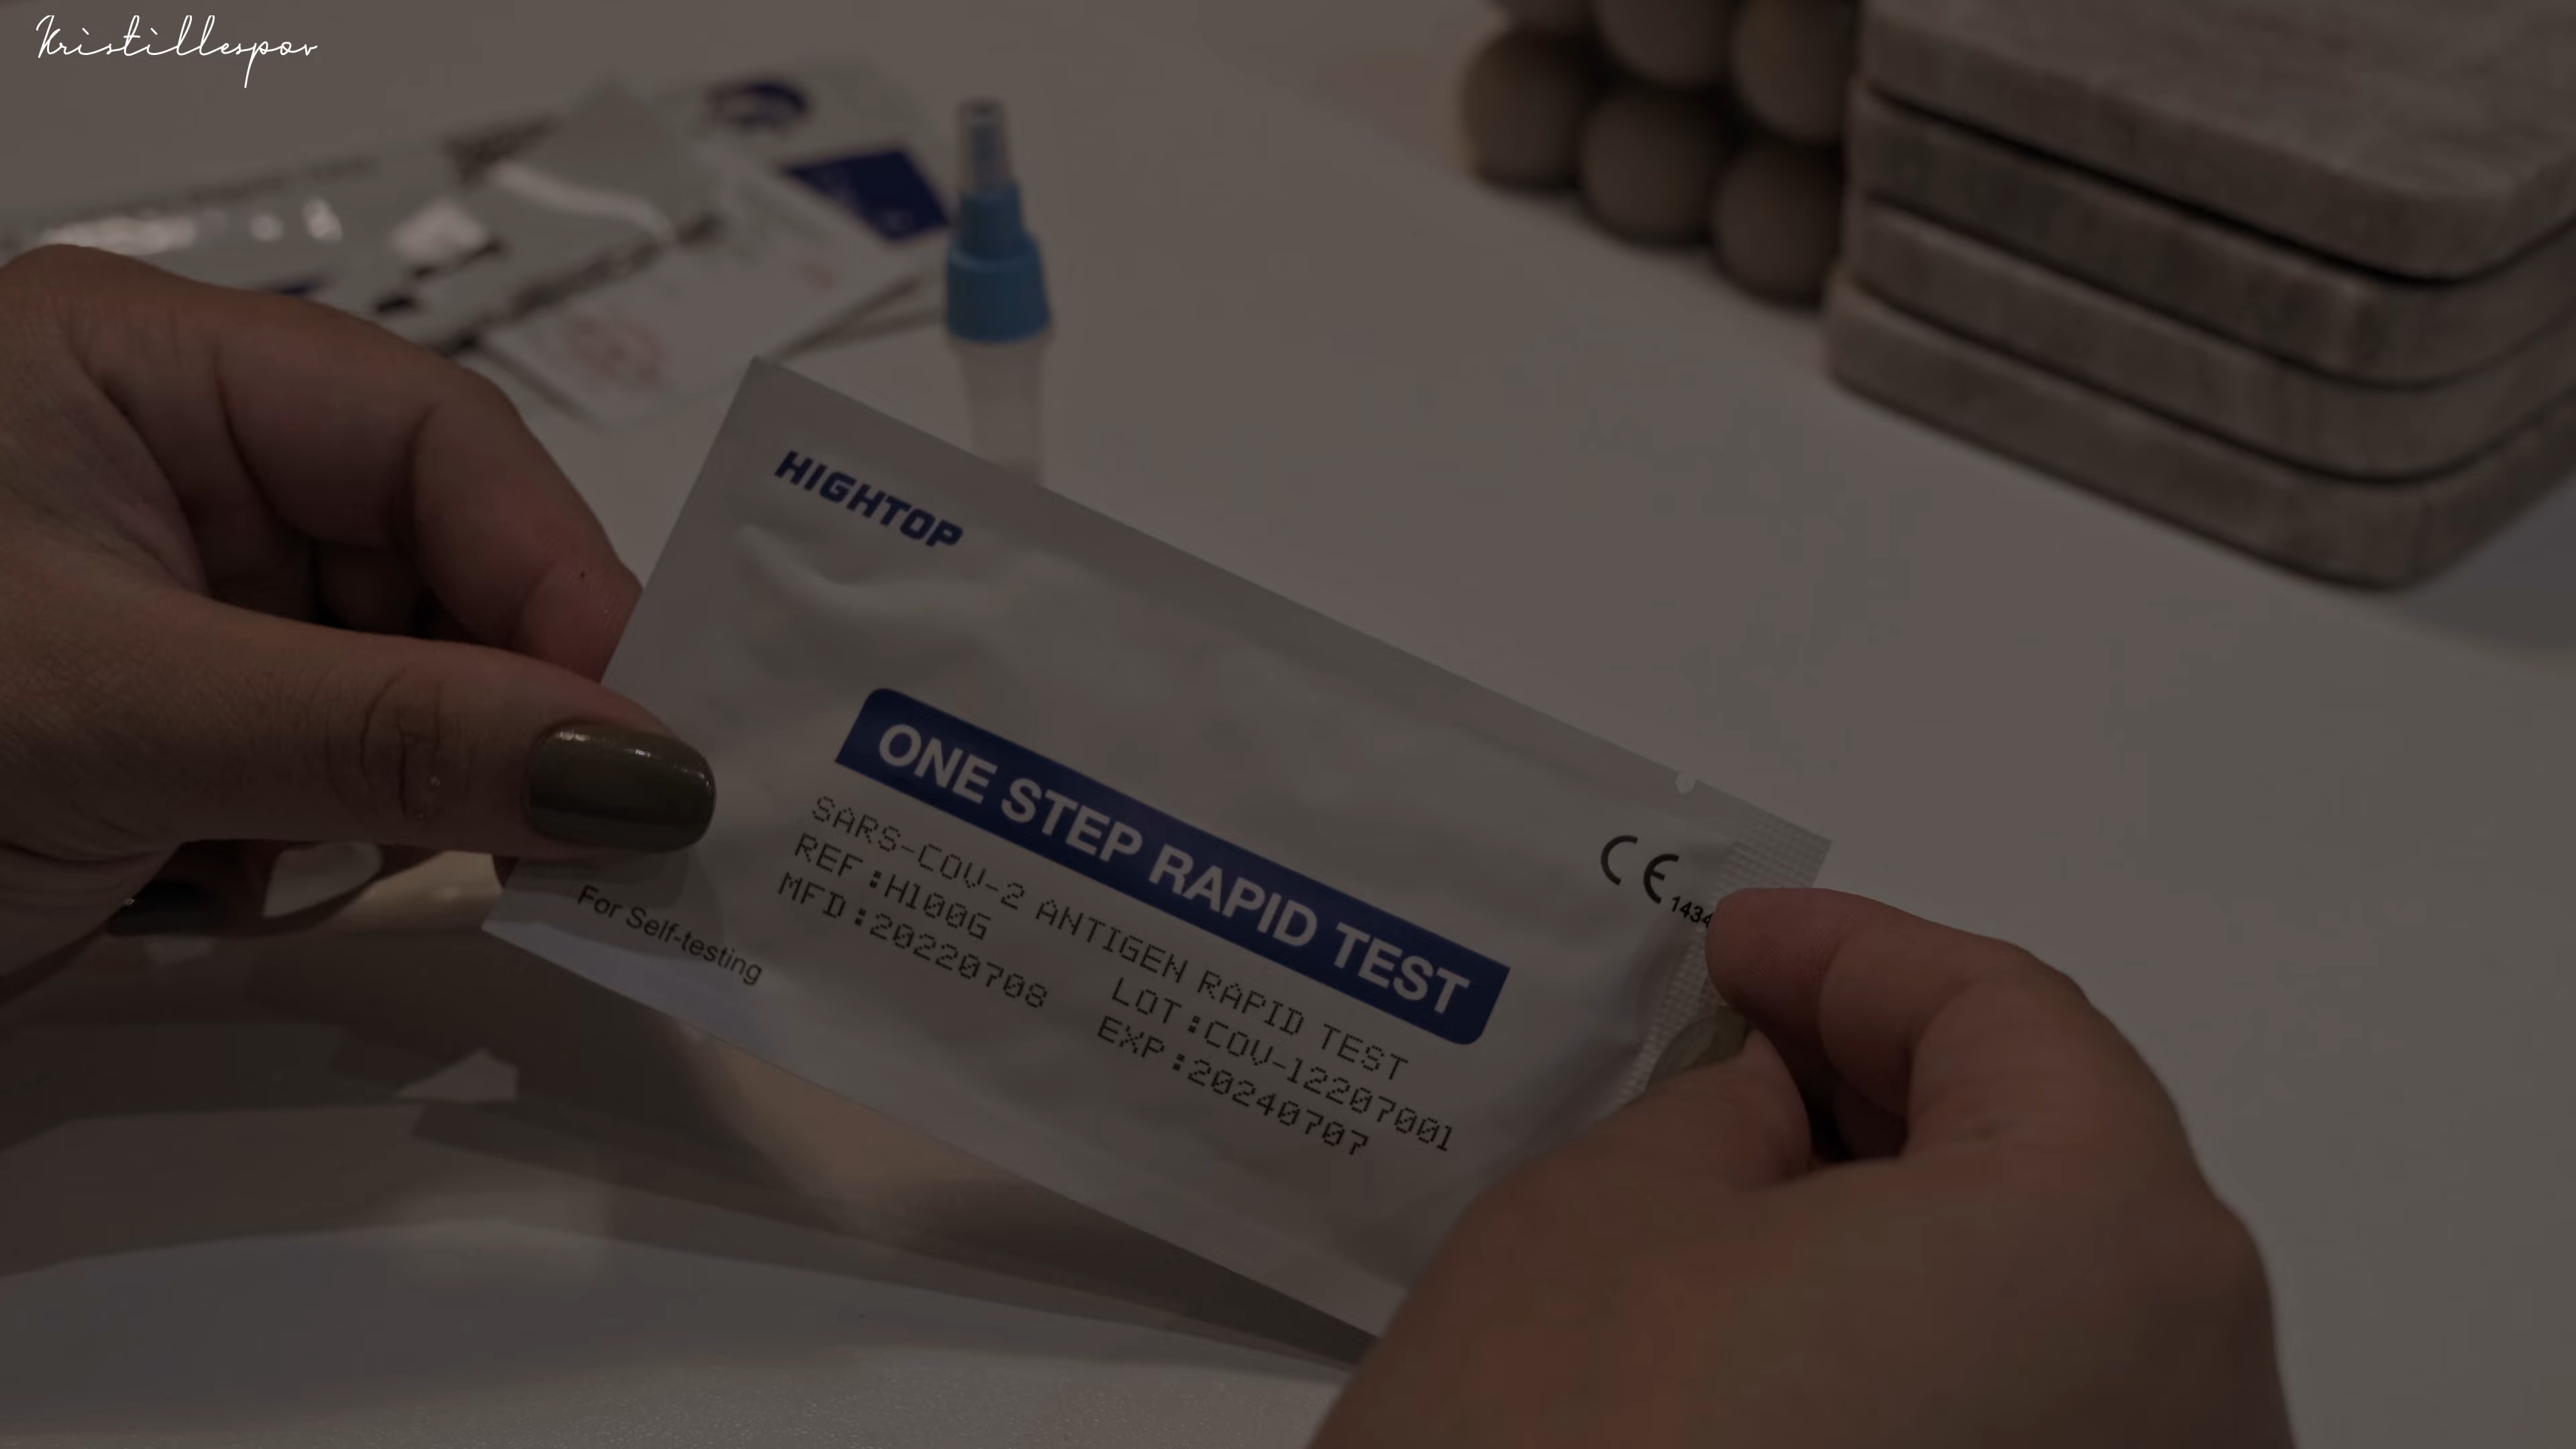 Kristillespov
HIGHTOP
ONE STEP RAPID TEST
CE 1434
SARS-COV-2 ANTIGEN RAPID TEST
REF:H100G LOT:COV-12207001
MFD:20220708 EXP:20240707
For Self-testing